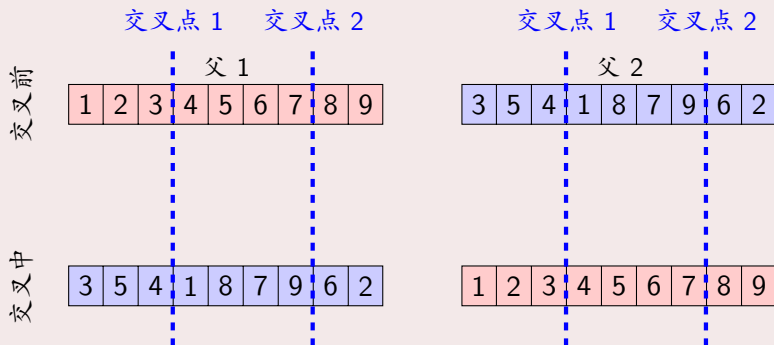 交叉点 1 交叉点 2 交叉点 1 交叉点 2
父 1 父 2
交叉前
1 2 3 4 5 6 7 8 9 3 5 4 1 8 7 9 6 2
交叉中
3 5 4 1 8 7 9 6 2 1 2 3 4 5 6 7 8 9